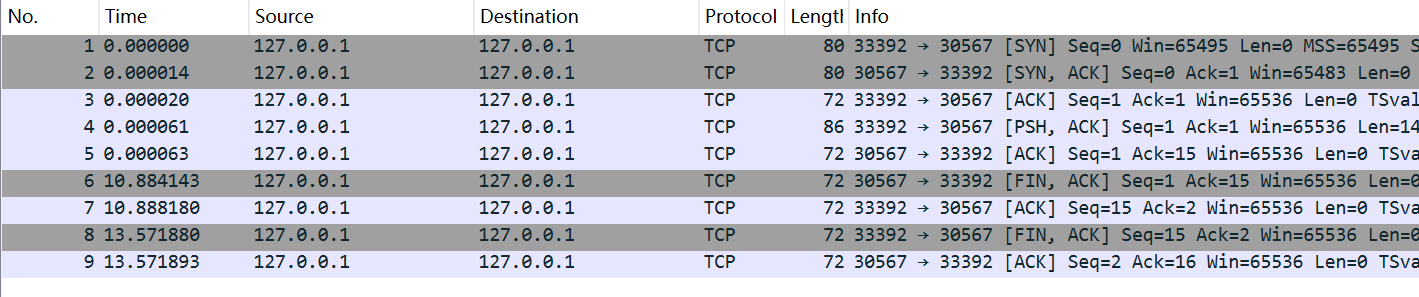 No. Time Source Destination Protocol Length Info
1 0.000000 127.0.0.1 127.0.0.1 TCP 80 33392 → 30567 [SYN] Seq=0 Win=65495 Len=0 MSS=65495 S
2 0.000014 127.0.0.1 127.0.0.1 TCP 80 30567 → 33392 [SYN, ACK] Seq=0 Ack=1 Win=65483 Len=0
3 0.000020 127.0.0.1 127.0.0.1 TCP 72 33392 → 30567 [ACK] Seq=1 Ack=1 Win=65536 Len=0 TSval
4 0.000061 127.0.0.1 127.0.0.1 TCP 86 33392 → 30567 [PSH, ACK] Seq=1 Ack=1 Win=65536 Len=14
5 0.000063 127.0.0.1 127.0.0.1 TCP 72 30567 → 33392 [ACK] Seq=1 Ack=15 Win=65536 Len=0 TSva
6 10.884143 127.0.0.1 127.0.0.1 TCP 72 30567 → 33392 [FIN, ACK] Seq=1 Ack=15 Win=65536 Len=0
7 10.888180 127.0.0.1 127.0.0.1 TCP 72 33392 → 30567 [ACK] Seq=15 Ack=2 Win=65536 Len=0 TSva
8 13.571880 127.0.0.1 127.0.0.1 TCP 72 33392 → 30567 [FIN, ACK] Seq=15 Ack=2 Win=65536 Len=0
9 13.571893 127.0.0.1 127.0.0.1 TCP 72 30567 → 33392 [ACK] Seq=2 Ack=16 Win=65536 Len=0 TSva